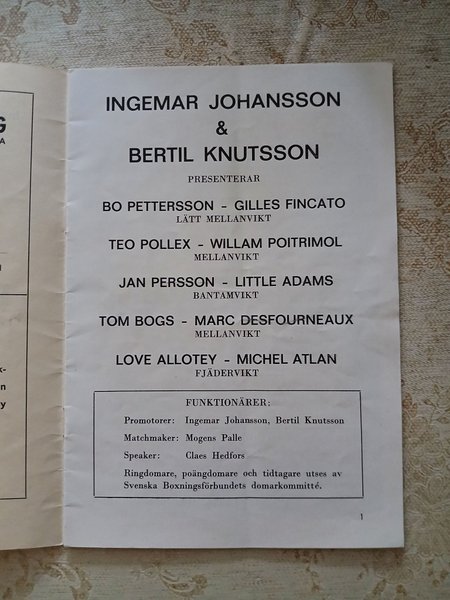 INGEMAR JOHANSSON
&
BERTIL KNUTSSON
PRESENTERAR
BO PETTERSSON - GILLES FINCATO
LÄTT MELLANVIKT
TEO POLLEX - WILLAM POITRIMOL
MELLANVIKT
JAN PERSSON - LITTLE ADAMS
BANTAMVIKT
TOM BOGS - MARC DESFOURNEAUX
MELLANVIKT
LOVE ALLOTEY - MICHEL ATLAN
FJÄDERVIKT
FUNKTIONÄRER:
Promotorer: Ingemar Johansson, Bertil Knutsson
Matchmaker: Mogens Palle
Speaker: Claes Hedfors
Ringdomare, poängdomare och tidtagare utses av
Svenska Boxningsförbundets domarkommitté.
1